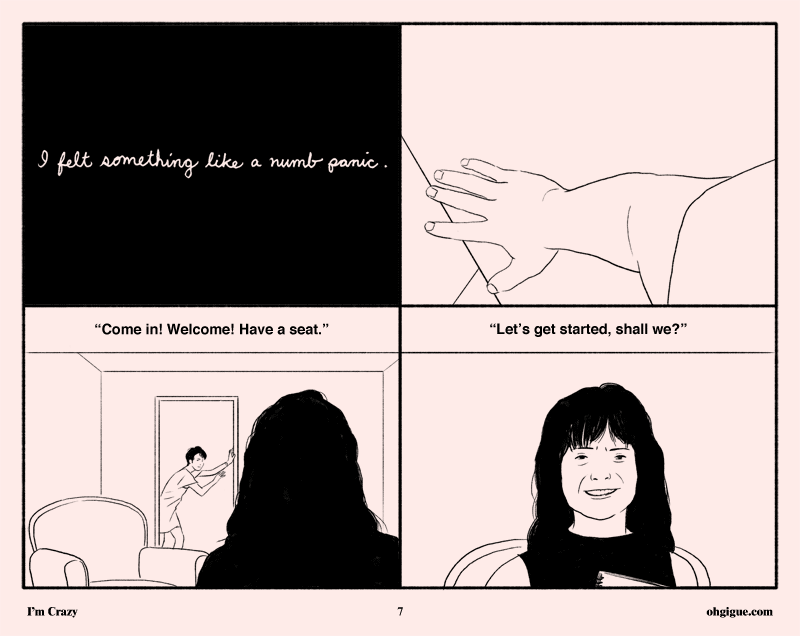 I felt something like a numb panic.
“Come in! Welcome! Have a seat.”
“Let’s get started, shall we?”
I’m Crazy
7
ohgigue.com